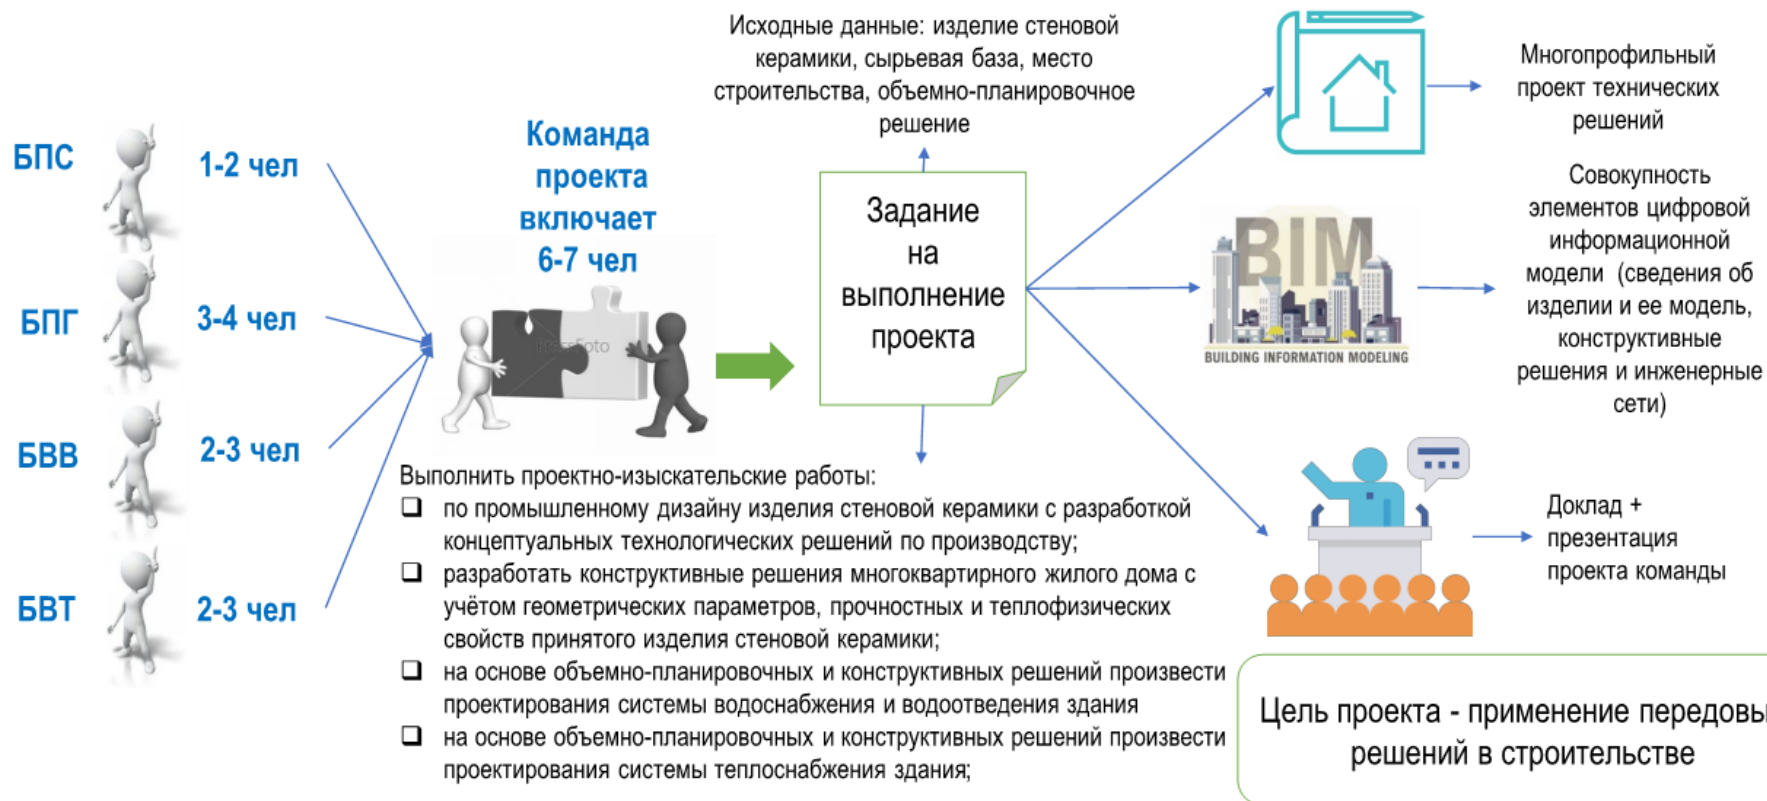 БПС
1-2 чел
БПГ
3-4 чел
БВВ
2-3 чел
БВТ
2-3 чел
Команда
проекта
включает
6-7 чел
PressFoto
Исходные данные: изделие стеновой
керамики, сырьевая база, место
строительства, объемно-планировочное
решение
Задание
на
выполнение
проекта
Выполнить проектно-изыскательские работы:
по промышленному дизайну изделия стеновой керамики с разработкой
концептуальных технологических решений по производству;
разработать конструктивные решения многоквартирного жилого дома с
учётом геометрических параметров, прочностных и теплофизических
свойств принятого изделия стеновой керамики;
на основе объемно-планировочных и конструктивных решений произвести
проектирования системы водоснабжения и водоотведения здания
на основе объемно-планировочных и конструктивных решений произвести
проектирования системы теплоснабжения здания;
Многопрофильный
проект технических
решений
BIM
BUILDING INFORMATION MODELING
Совокупность
элементов цифровой
информационной
модели (сведения об
изделии и ее модель,
конструктивные
решения и инженерные
сети)
Доклад +
презентация
проекта команды
Цель проекта - применение передовы
решений в строительстве